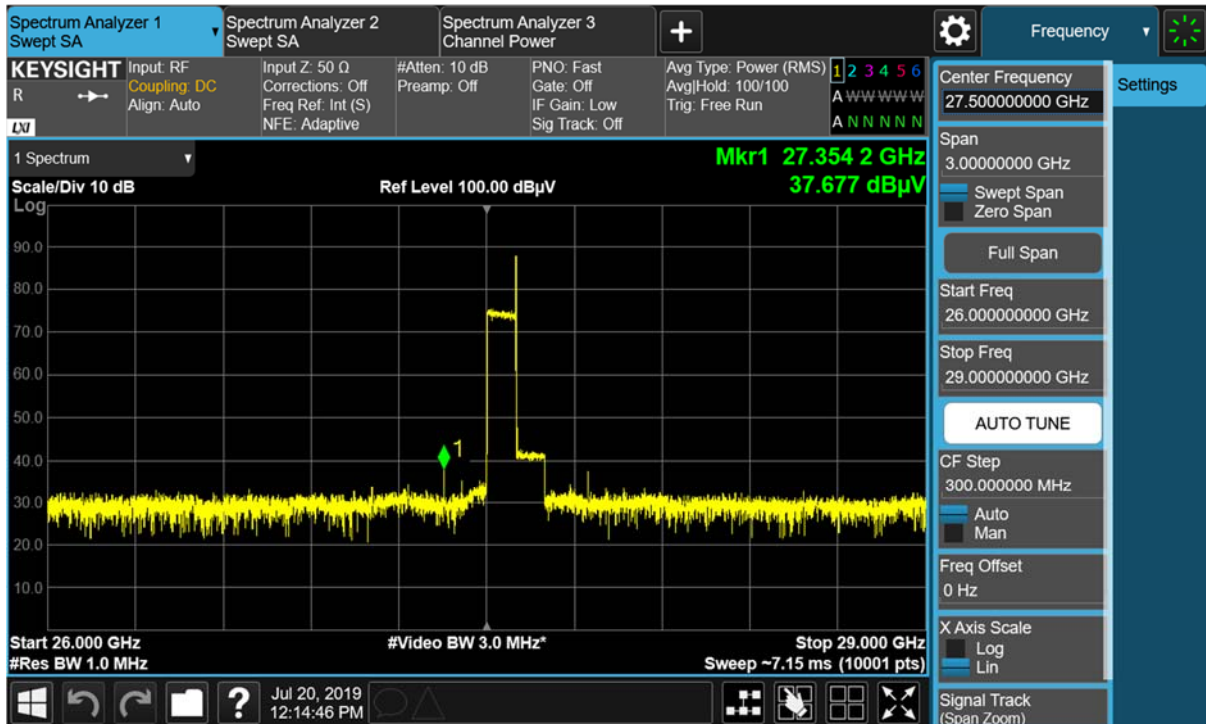 Spectrum Analyzer 1
Swept SA
Spectrum Analyzer 2
Swept SA
Spectrum Analyzer 3
Channel Power
Frequency
KEYSIGHT
R
LXI
Input: RF
Coupling: DC
Align: Auto
Input Z: 50 Ω
Corrections: Off
Freq Ref: Int (S)
NFE: Adaptive
#Atten: 10 dB
Preamp: Off
PNO: Fast
Gate: Off
IF Gain: Low
Sig Track: Off
Avg Type: Power (RMS)
Avg|Hold: 100/100
Trig: Free Run
1 2 3 4 5 6
A W W W W W
A N N N N N
1 Spectrum
Mkr1 27.354 2 GHz
Scale/Div 10 dB
Ref Level 100.00 dBµV
37.677 dBµV
Log
90.0
80.0
70.0
60.0
50.0
40.0
30.0
20.0
10.0
1
Start 26.000 GHz
#Video BW 3.0 MHz*
Stop 29.000 GHz
#Res BW 1.0 MHz
Sweep ~7.15 ms (10001 pts)
Center Frequency
27.500000000 GHz
Settings
Span
3.00000000 GHz
Swept Span
Zero Span
Full Span
Start Freq
26.000000000 GHz
Stop Freq
29.000000000 GHz
AUTO TUNE
CF Step
300.000000 MHz
Auto
Man
Freq Offset
0 Hz
X Axis Scale
Log
Lin
Signal Track
(Span Zoom)
?
Jul 20, 2019
12:14:46 PM